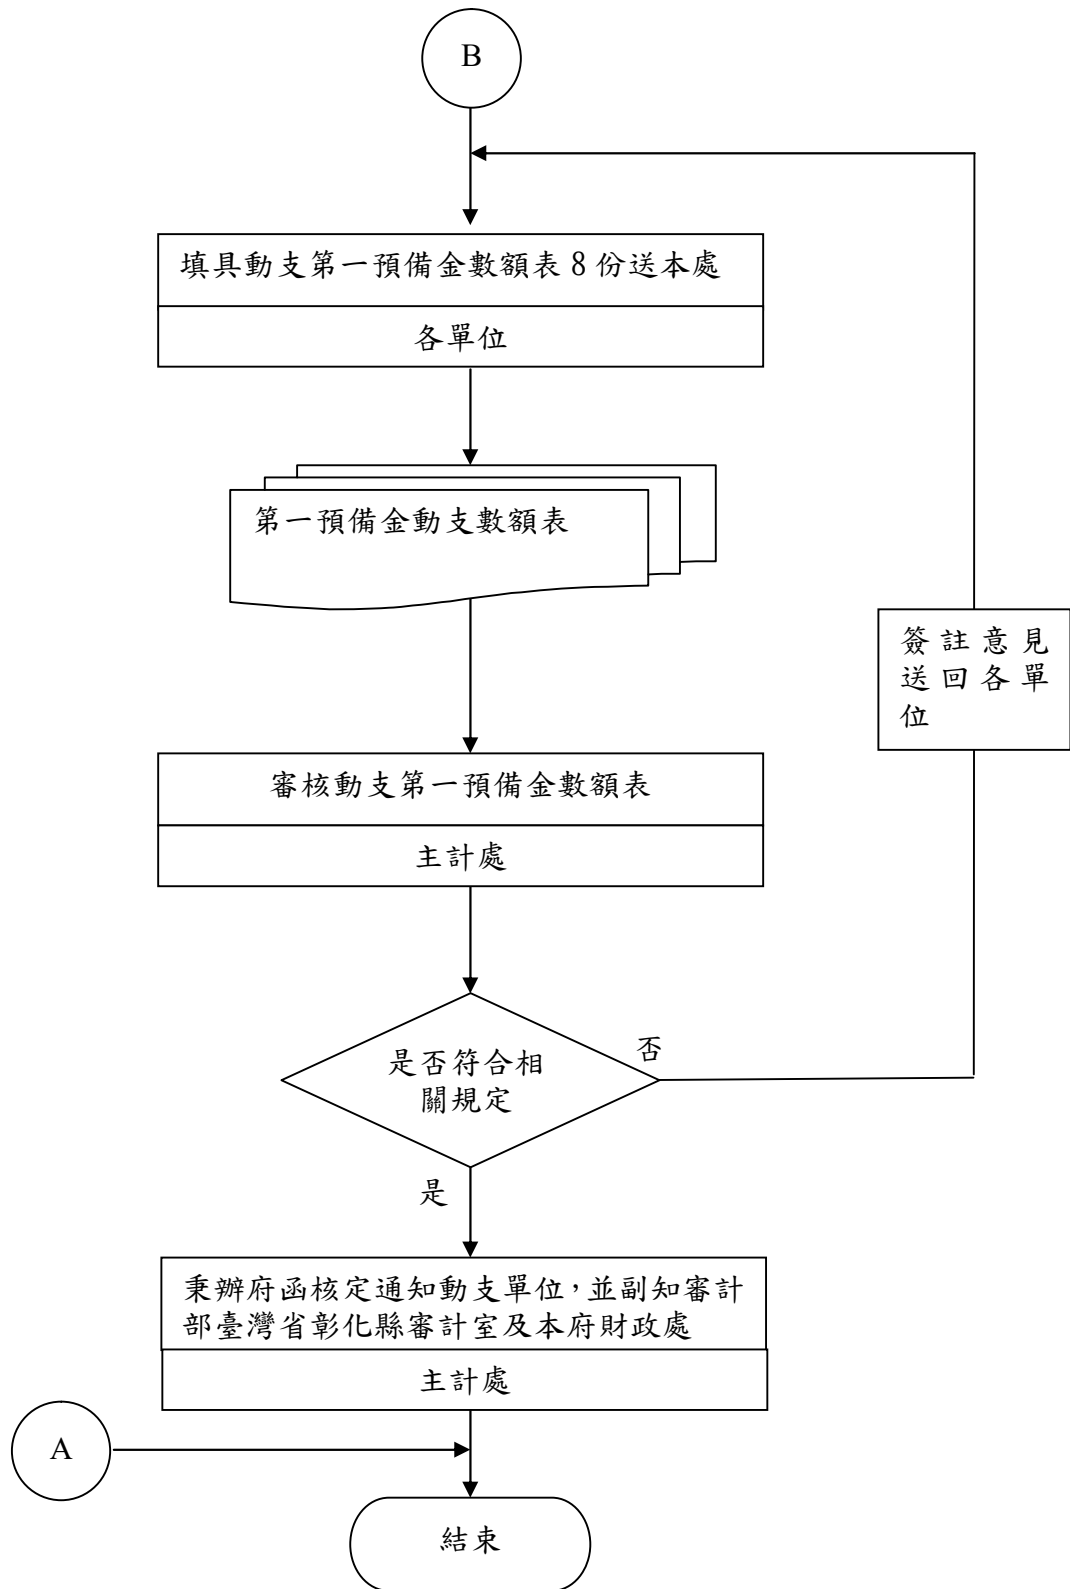 B
填具動支第一預備金數額表8份送本處
各單位
第一預備金動支數額表
簽註意見
送回各單
位
審核動支第一預備金數額表
主計處
是否符合相
關規定
否
是
秉辦府函核定通知動支單位，並副知審計
部臺灣省彰化縣審計室及本府財政處
主計處
A
結束